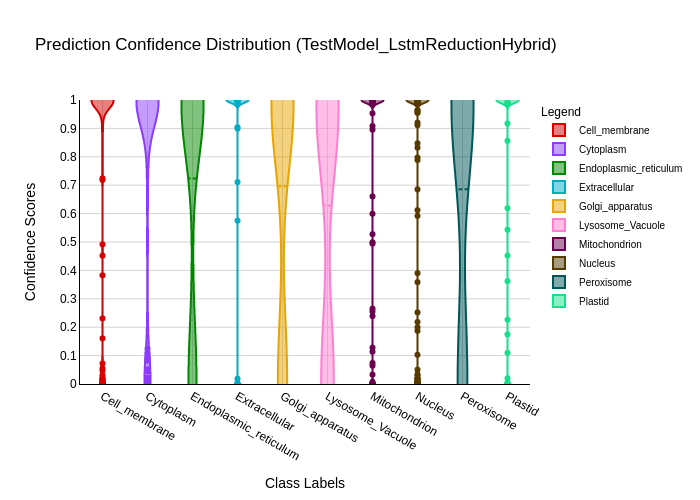 Prediction Confidence Distribution (TestModel_LstmReductionHybrid)
Confidence Scores
1
0.9
0.8
0.7
0.6
0.5
0.4
0.3
0.2
0.1
0
Cell_membrane
Cytoplasm
Endoplasmic_reticulum
Extracellular
Golgi_apparatus
Lysosome_Vacuole
Mitochondrion
Nucleus
Peroxisome
Plastid
Class Labels
Legend
Cell_membrane
Cytoplasm
Endoplasmic_reticulum
Extracellular
Golgi_apparatus
Lysosome_Vacuole
Mitochondrion
Nucleus
Peroxisome
Plastid